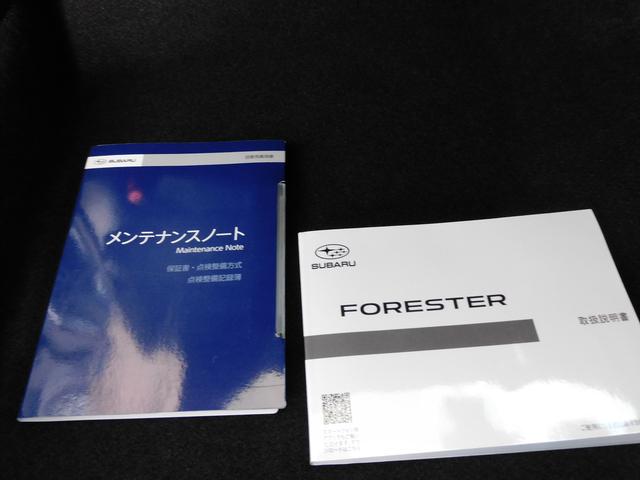 SUBARU
メンテナンスノート
Maintenance Note
保証書・点検整備方式
点検整備記録簿
SUBARU
FORESTER
取扱説明書